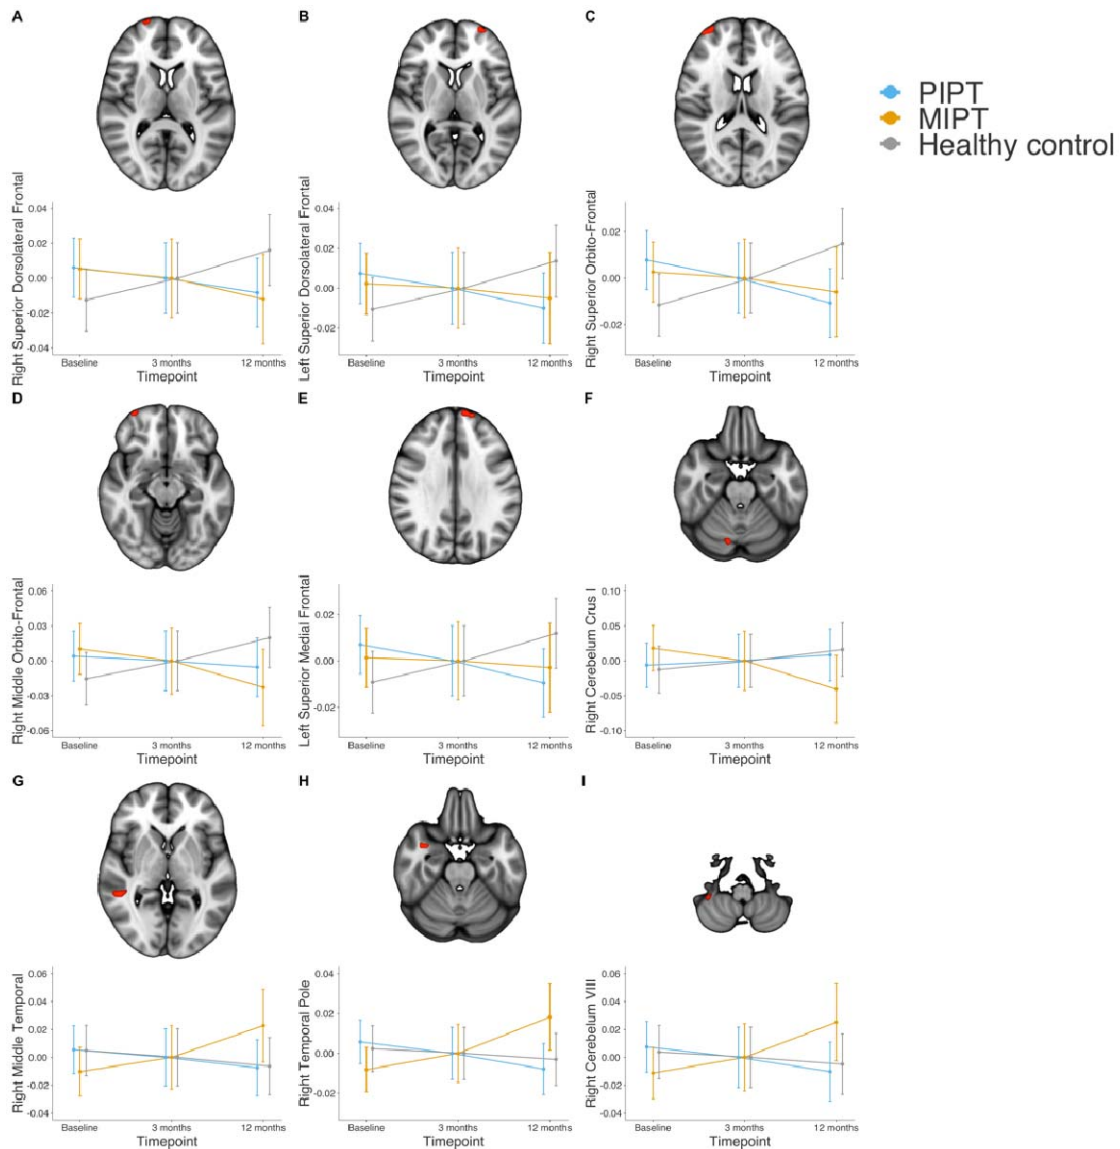 A
B
C
PIPT
MIPT
Healthy control
Right Superior Dorsolateral Frontal
0.04
0.02
0.00
-0.02
-0.04
Baseline
3 months
12 months
Timepoint
Left Superior Dorsolateral Frontal
0.04
0.02
0.00
-0.02
Baseline
3 months
12 months
Timepoint
Right Superior Orbito-Frontal
0.02
0.00
-0.02
Baseline
3 months
12 months
Timepoint
D
E
F
Right Middle Orbito-Frontal
0.06
0.03
0.00
-0.03
-0.06
Baseline
3 months
12 months
Timepoint
Left Superior Medial Frontal
0.02
0.00
-0.02
Baseline
3 months
12 months
Timepoint
Right Cerebelum Crus I
0.10
0.05
0.00
-0.05
-0.10
Baseline
3 months
12 months
Timepoint
G
H
I
Right Middle Temporal
0.06
0.04
0.02
0.00
-0.02
-0.04
Baseline
3 months
12 months
Timepoint
Right Temporal Pole
0.04
0.02
0.00
-0.02
Baseline
3 months
12 months
Timepoint
Right Cerebelum VIII
0.06
0.04
0.02
0.00
-0.02
-0.04
Baseline
3 months
12 months
Timepoint